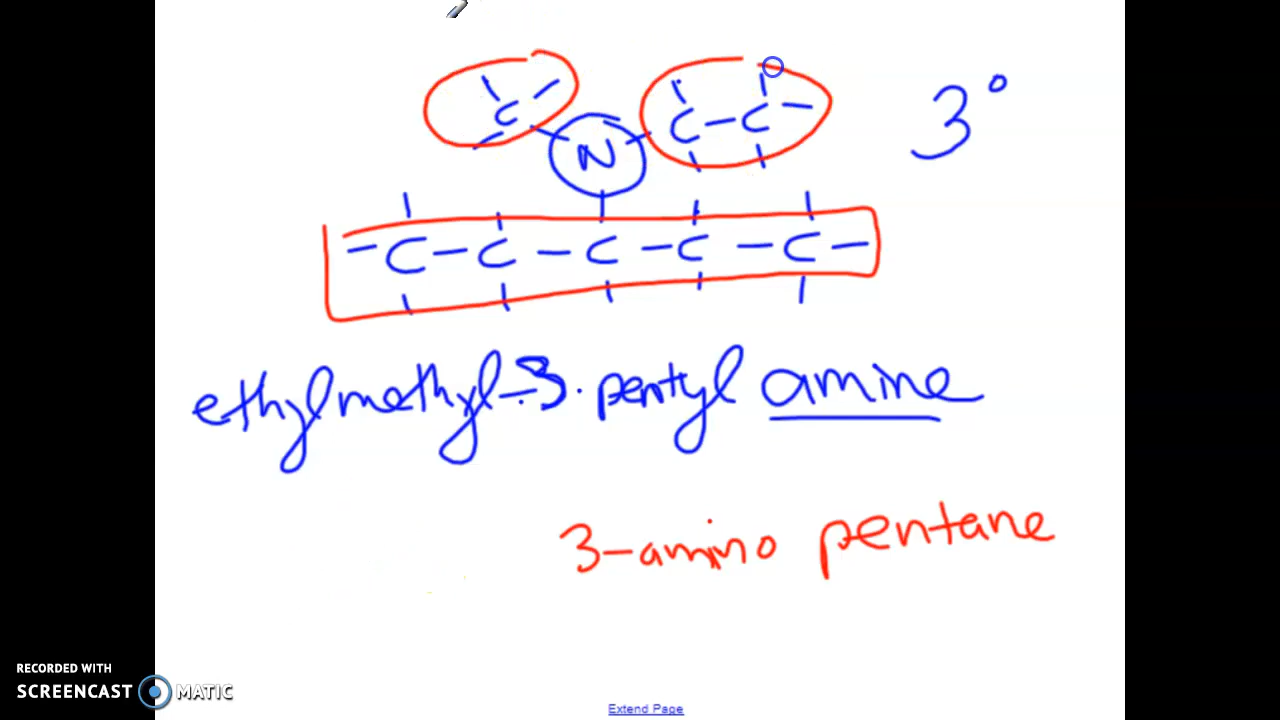 C C - C 3°
N
- C - C - C - C - C -
ethylmethyl-3-pentyl amine
3-amino pentane
RECORDED WITH
SCREENCAST MATIC
Extend Page